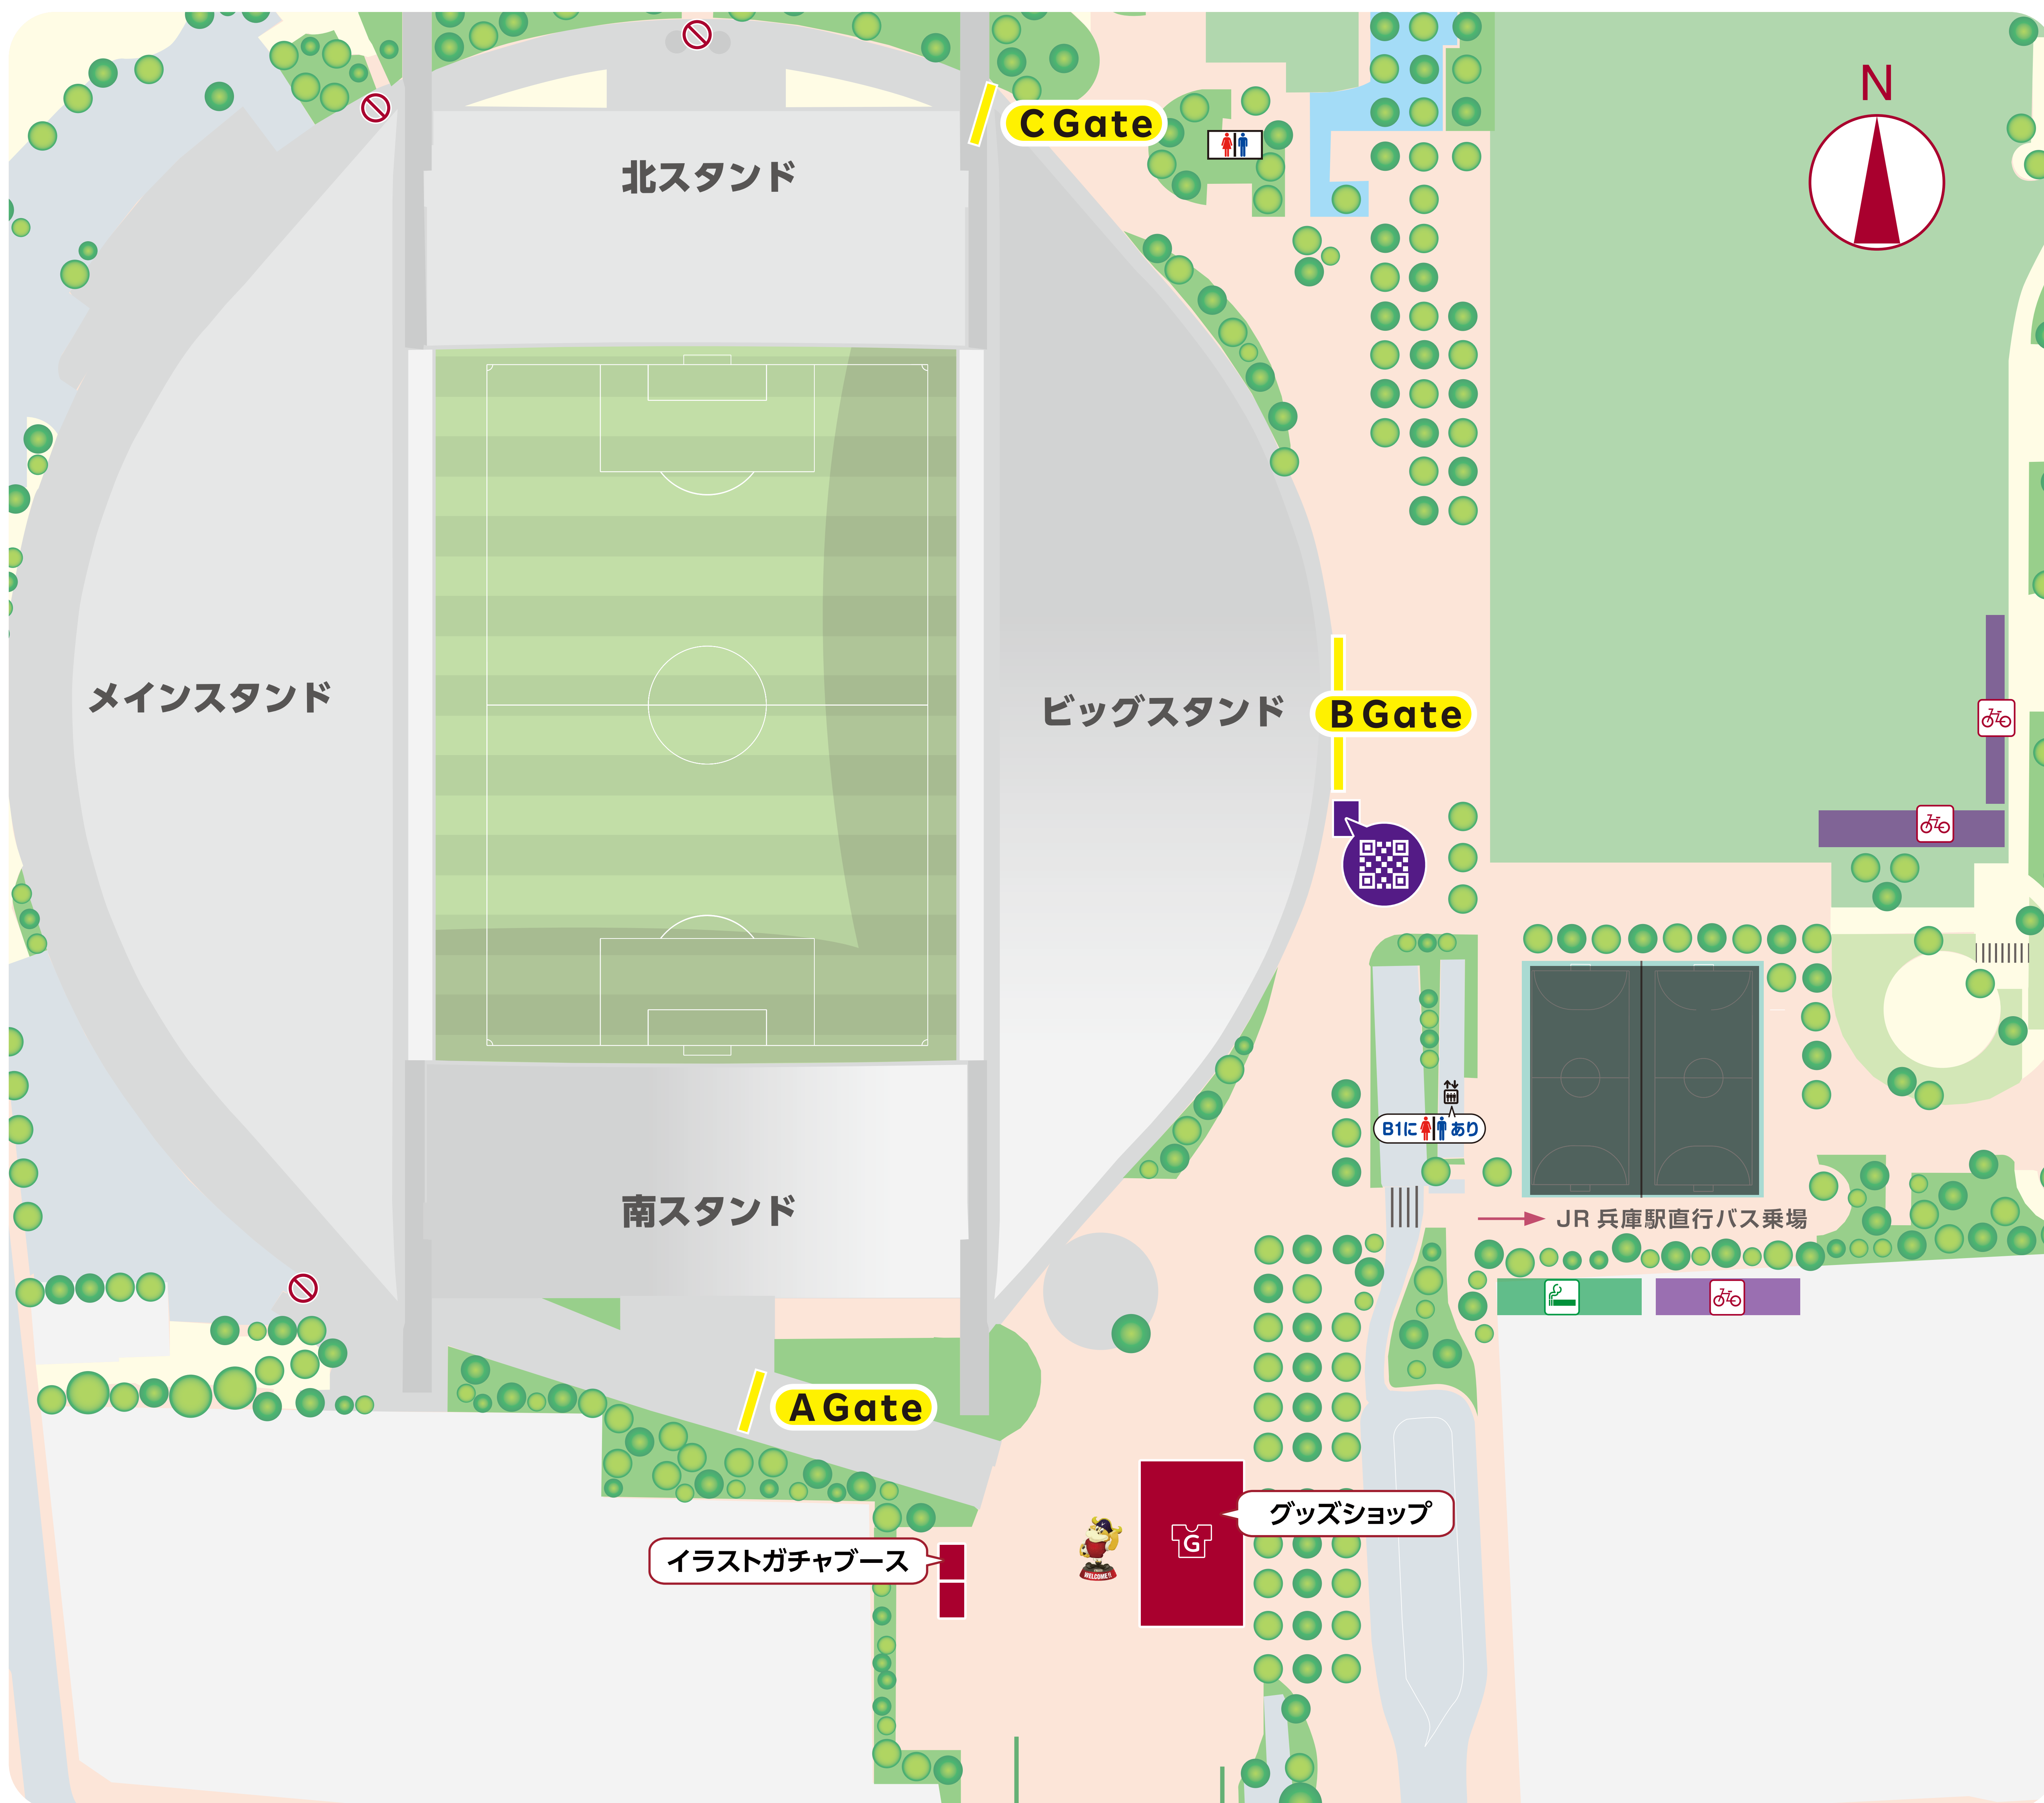 N
C Gate
北スタンド
メインスタンド
ビッグスタンド
B Gate
B1に あり
南スタンド
JR 兵庫駅直行バス乗場
A Gate
グッズショップ
G
イラストガチャブース
WELCOME!!